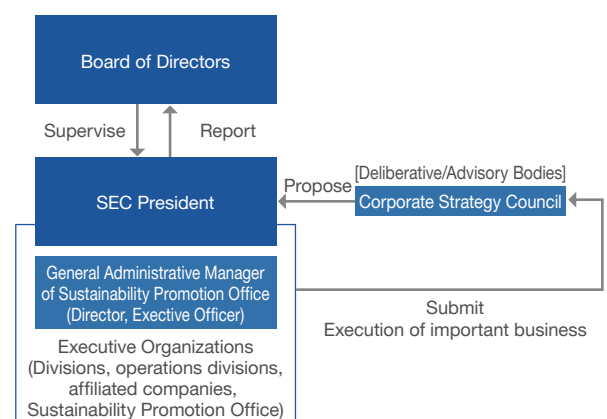 Board of Directors
Supervise
Report
SEC President
Propose
[Deliberative/Advisory Bodies]
Corporate Strategy Council
General Administrative Manager
of Sustainability Promotion Office
(Director, Exective Officer)
Submit
Execution of important business
Executive Organizations
(Divisions, operations divisions,
affiliated companies,
Sustainability Promotion Office)